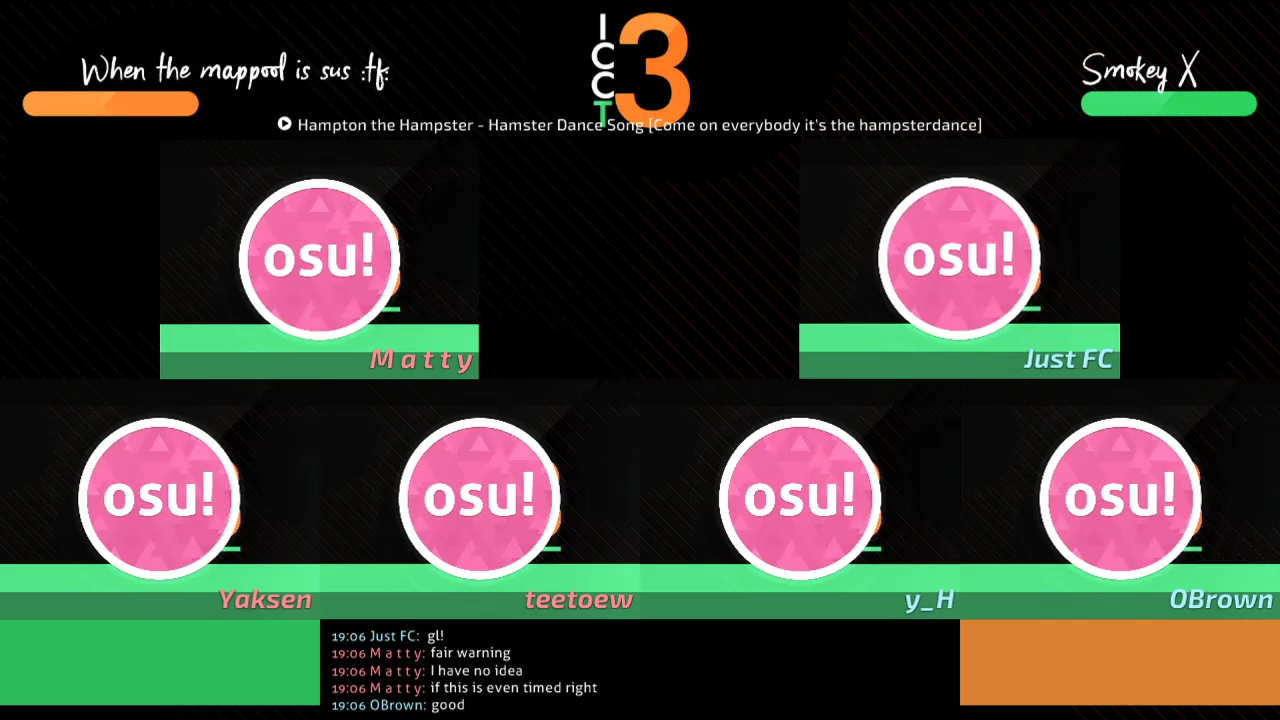 ICCT3
When the mappool is sus :tf:
Smokey X
Hampton the Hampster - Hamster Dance Song [Come on everybody it's the hampsterdance]
osu!
osu!
M a t t y
Just FC
osu!
osu!
osu!
osu!
Yaksen
teetoew
y_H
OBrown
19:06 Just FC: gl!
19:06 M a t t y: fair warning
19:06 M a t t y: I have no idea
19:06 M a t t y: if this is even timed right
19:06 OBrown: good